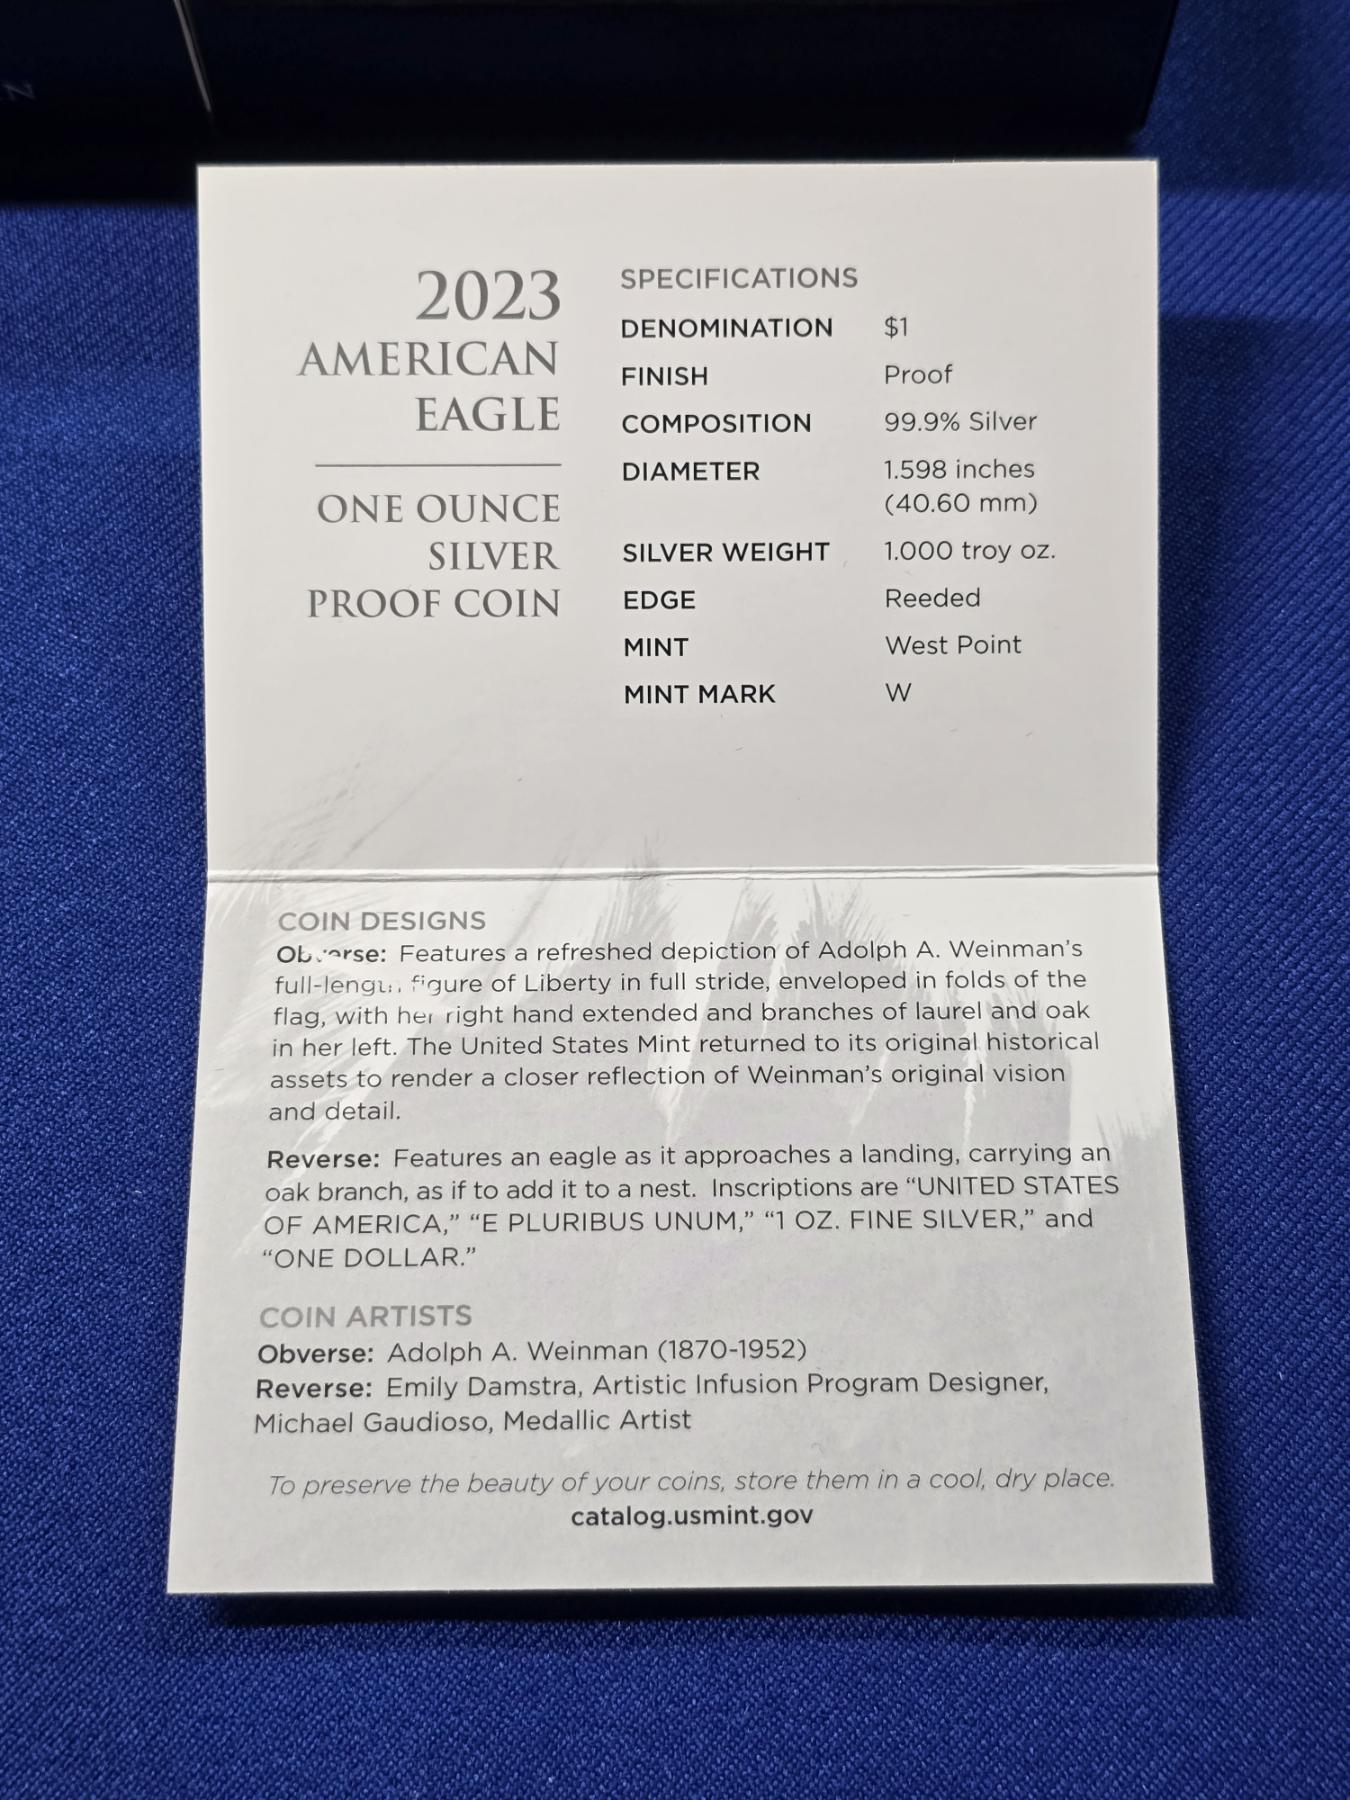 2023
AMERICAN
EAGLE
ONE OUNCE
SILVER
PROOF COIN
SPECIFICATIONS
DENOMINATION $1
FINISH Proof
COMPOSITION 99.9% Silver
DIAMETER 1.598 inches
(40.60 mm)
SILVER WEIGHT 1.000 troy oz.
EDGE Reeded
MINT West Point
MINT MARK W
COIN DESIGNS
Obverse: Features a refreshed depiction of Adolph A. Weinman’s
full-length figure of Liberty in full stride, enveloped in folds of the
flag, with her right hand extended and branches of laurel and oak
in her left. The United States Mint returned to its original historical
assets to render a closer reflection of Weinman’s original vision
and detail.
Reverse: Features an eagle as it approaches a landing, carrying an
oak branch, as if to add it to a nest. Inscriptions are “UNITED STATES
OF AMERICA,” “E PLURIBUS UNUM,” “1 OZ. FINE SILVER,” and
“ONE DOLLAR.”
COIN ARTISTS
Obverse: Adolph A. Weinman (1870-1952)
Reverse: Emily Damstra, Artistic Infusion Program Designer,
Michael Gaudioso, Medallic Artist
To preserve the beauty of your coins, store them in a cool, dry place.
catalog.usmint.gov